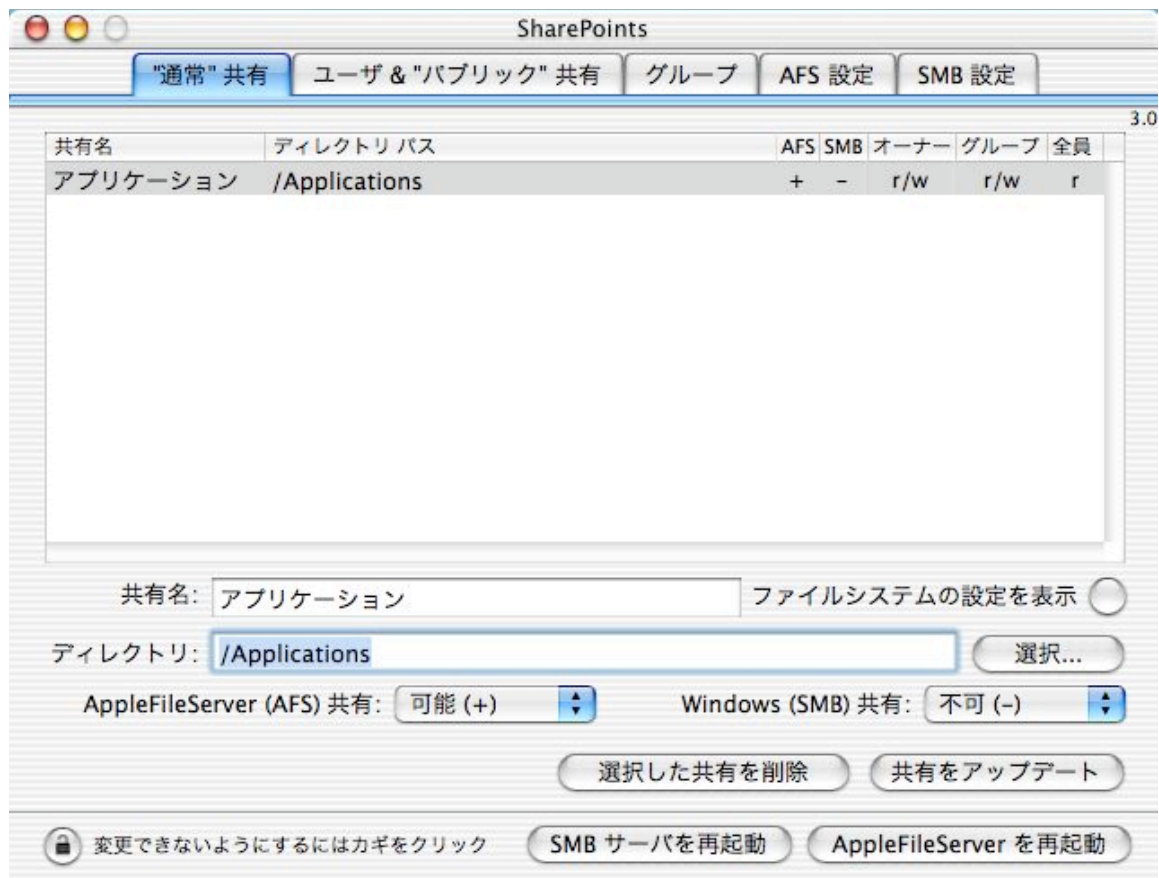 SharePoints
"通常" 共有 ユーザ & "パブリック" 共有 グループ AFS 設定 SMB 設定
3.0
共有名 ディレクトリ パス AFS SMB オーナー グループ 全員
アプリケーション /Applications + - r/w r/w r
共有名: アプリケーション ファイルシステムの設定を表示
ディレクトリ: /Applications 選択...
AppleFileServer (AFS) 共有: 可能 (+) Windows (SMB) 共有: 不可 (-)
選択した共有を削除 共有をアップデート
変更できないようにするにはカギをクリック SMB サーバを再起動 AppleFileServer を再起動